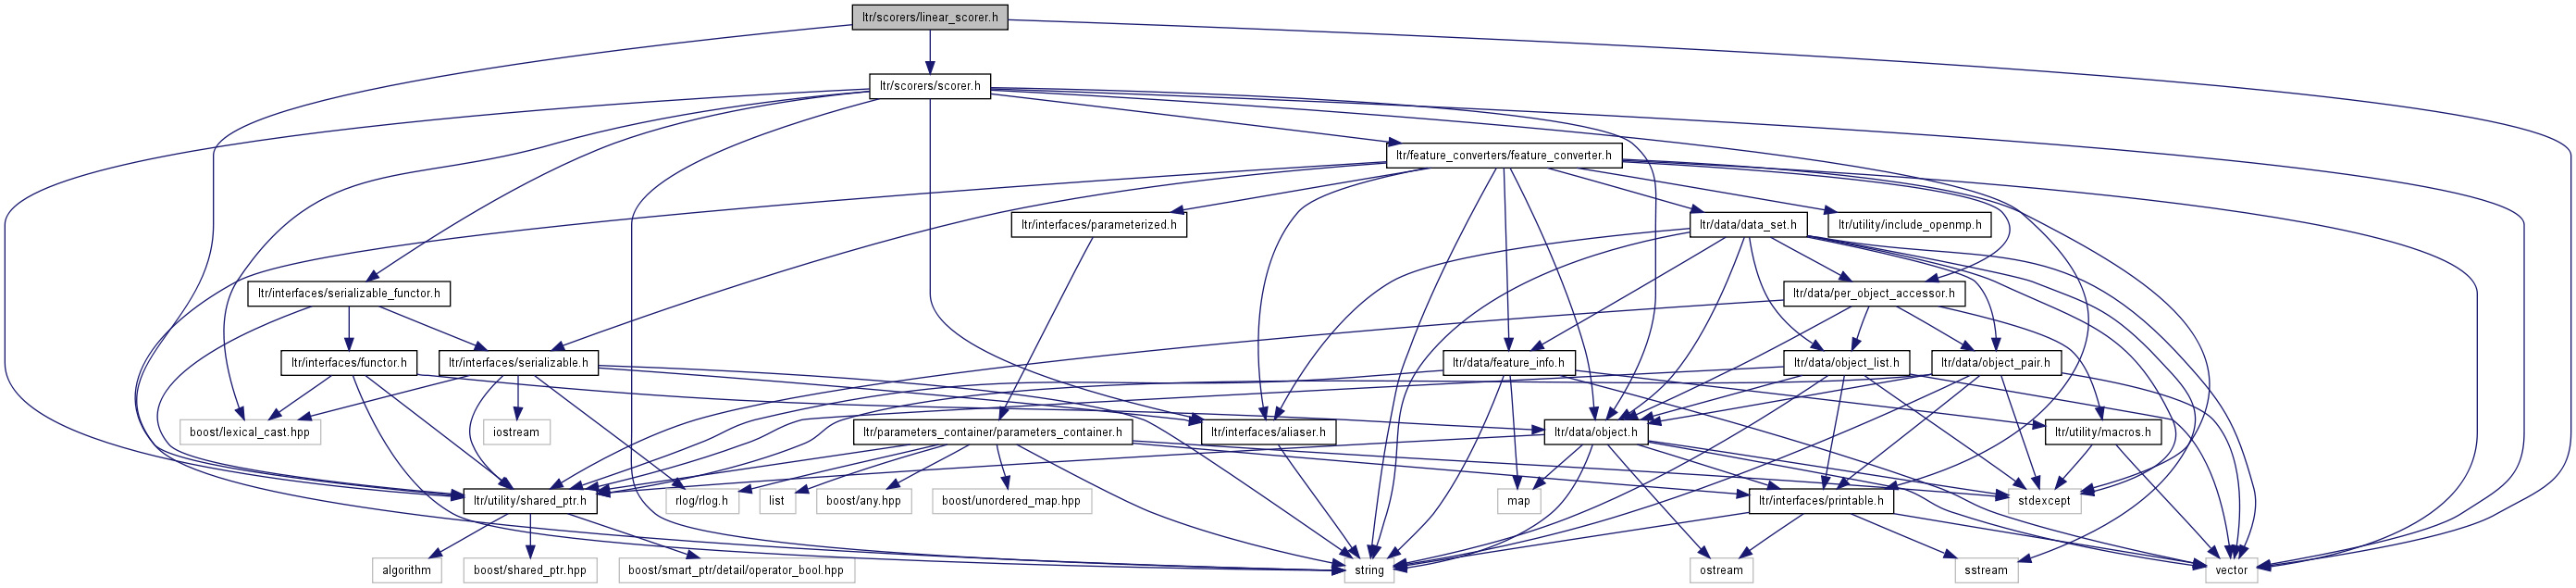 ltr/scorers/linear_scorer.h
ltr/scorers/scorer.h
ltr/feature_converters/feature_converter.h
ltr/interfaces/parameterized.h
ltr/data/data_set.h
ltr/utility/include_openmp.h
ltr/interfaces/serializable_functor.h
ltr/data/per_object_accessor.h
ltr/interfaces/functor.h
ltr/interfaces/serializable.h
ltr/data/feature_info.h
ltr/data/object_list.h
ltr/data/object_pair.h
boost/lexical_cast.hpp
iostream
ltr/parameters_container/parameters_container.h
ltr/interfaces/aliaser.h
ltr/data/object.h
ltr/utility/macros.h
ltr/utility/shared_ptr.h
rlog/rlog.h
list
boost/any.hpp
boost/unordered_map.hpp
map
ltr/interfaces/printable.h
stdexcept
algorithm
boost/shared_ptr.hpp
boost/smart_ptr/detail/operator_bool.hpp
string
ostream
sstream
vector